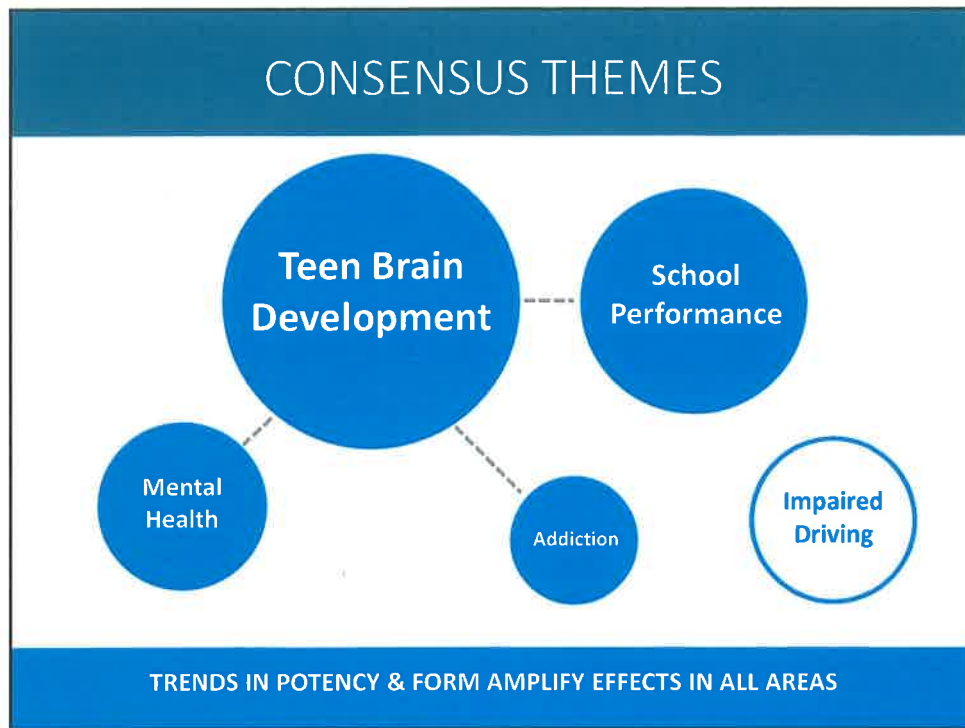 CONSENSUS THEMES
Teen Brain
Development
School
Performance
Mental
Health
Addiction
Impaired
Driving
TRENDS IN POTENCY & FORM AMPLIFY EFFECTS IN ALL AREAS